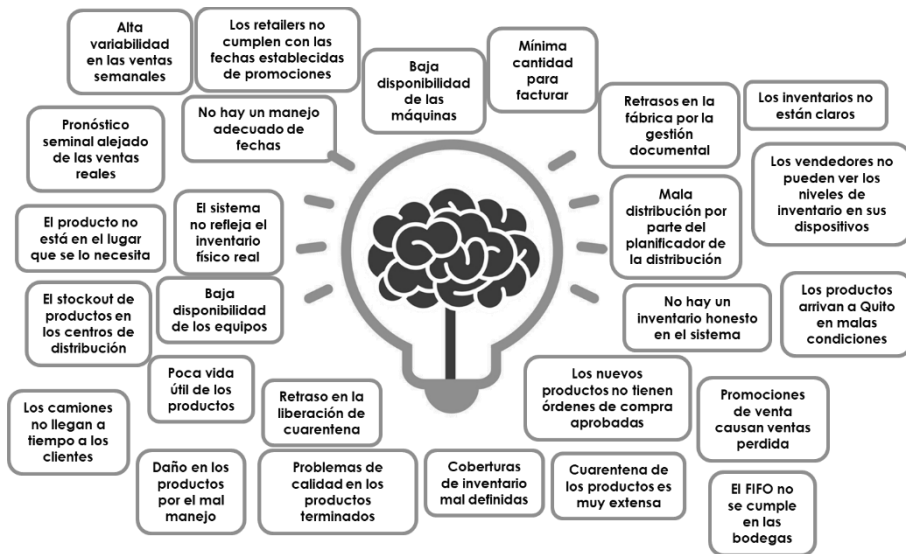 Alta
variabilidad
en las ventas
semanales
Los retailers no
cumplen con las
fechas establecidas
de promociones
Baja
disponibilidad
de las
máquinas
Mínima
cantidad
para
facturar
Retrasos en la
fábrica por la
gestión
documental
Los inventarios no
están claros
Pronóstico
seminal alejado
de las ventas
reales
No hay un manejo
adecuado de
fechas
Los vendedores no
pueden ver los
niveles de
inventario en sus
dispositivos
El producto no
está en el lugar
que se lo necesita
El sistema
no refleja el
inventario
físico real
Mala
distribución por
parte del
planificador de
la distribución
El stockout de
productos en
los centros de
distribución
Baja
disponibilidad
de los equipos
No hay un
inventario honesto
en el sistema
Los productos
arrivan a Quito
en malas
condiciones
Poca vida
útil de los
productos
Retraso en la
liberación de
cuarentena
Los nuevos
productos no tienen
órdenes de compra
aprobadas
Promociones
de venta
causan ventas
perdida
Los camiones
no llegan a
tiempo a los
clientes
Daño en los
productos
por el mal
manejo
Problemas de
calidad en los
productos
terminados
Coberturas
de inventario
mal definidas
Cuarentena de
los productos es
muy extensa
El FIFO no
se cumple
en las
bodegas